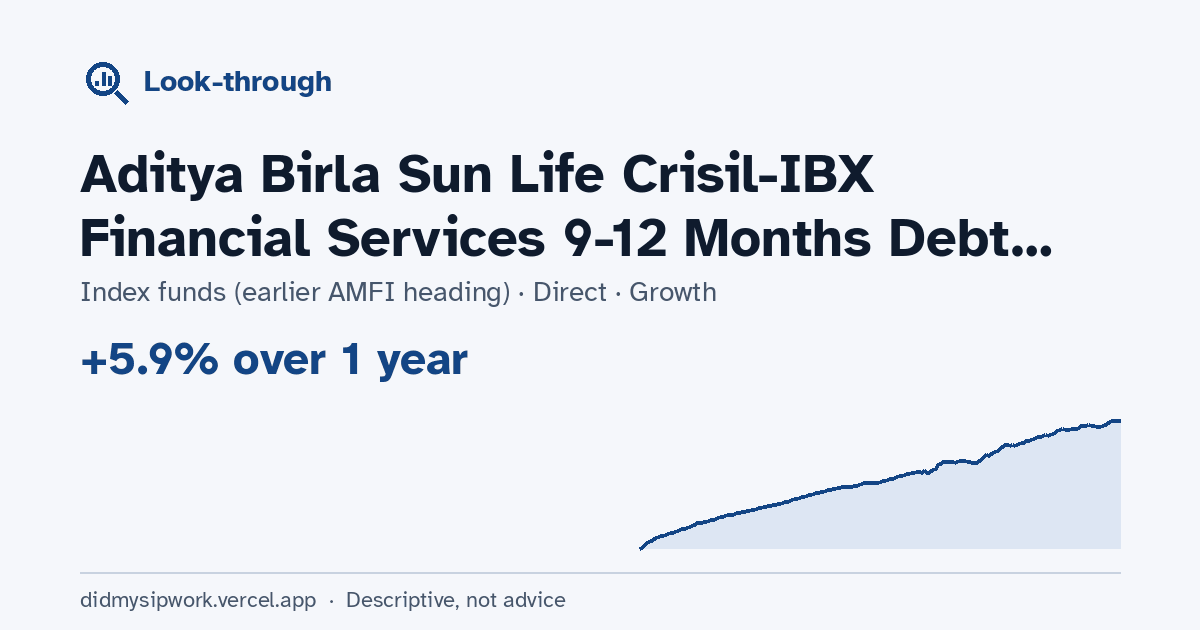 Look-through
Aditya Birla Sun Life Crisil-IBX
Financial Services 9-12 Months Debt...
Index funds (earlier AMFI heading) · Direct · Growth
+5.9% over 1 year
didmysipwork.vercel.app · Descriptive, not advice